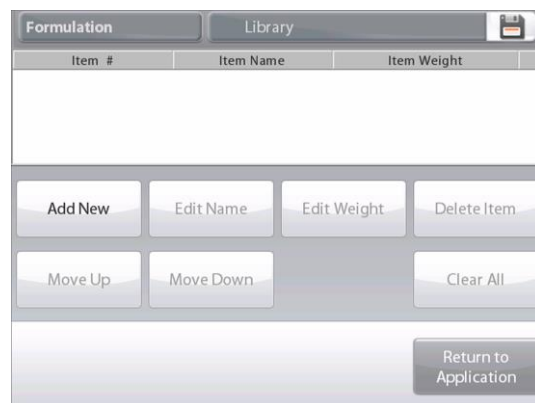 Formulation Library
Item # Item Name Item Weight
Add New Edit Name Edit Weight Delete Item
Move Up Move Down Clear All
Return to
Application